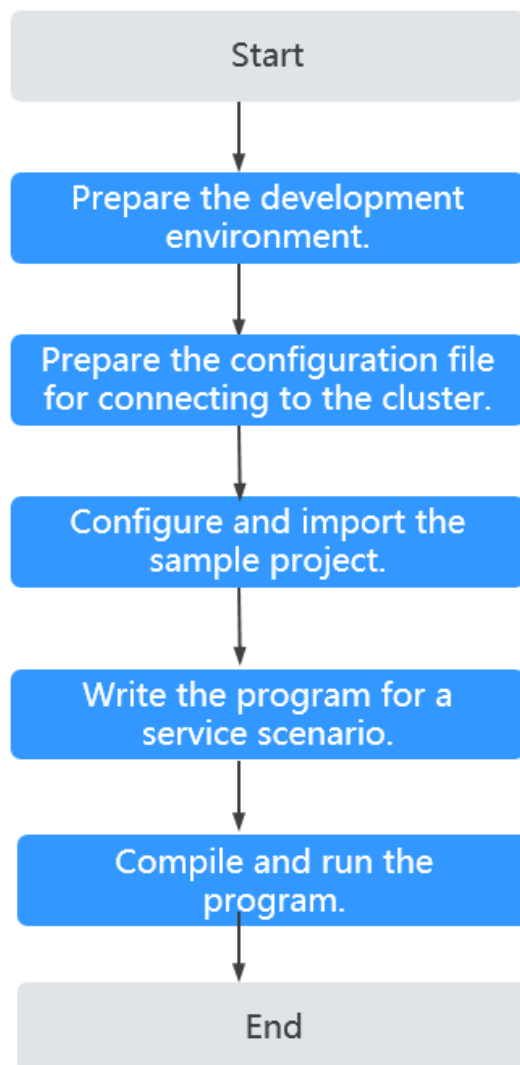 Start
Prepare the development
environment.
Prepare the configuration file
for connecting to the cluster.
Configure and import the
sample project.
Write the program for a
service scenario.
Compile and run the
program.
End